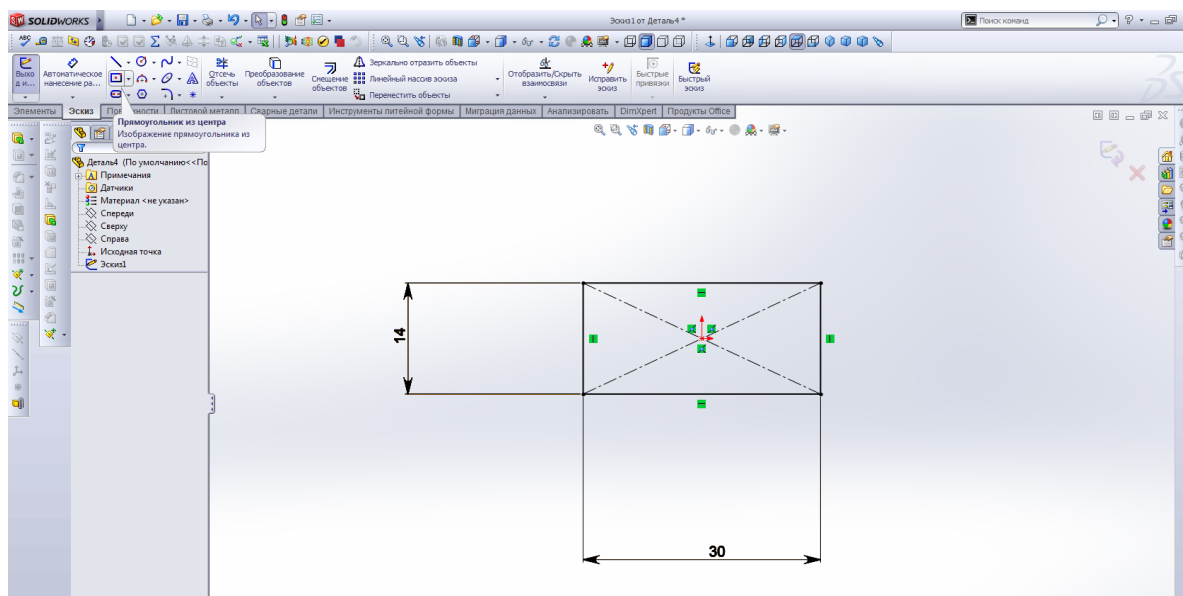 SOLIDWORKS
Эскиз1 от Деталь4 *
Поиск команд
?
ABC
Выхо
д и...
Автоматическое
нанесение ра...
Отсечь
объекты
Преобразование
объектов
Смещение
объектов
Зеркально отразить объекты
Линейный массив эскиза
Переместить объекты
Отобразить/Скрыть
взаимосвязи
Исправить
эскиз
Быстрые
привязки
Быстрый
эскиз
Элементы
Эскиз
Поверхности
Листовой металл
Сварные детали
Инструменты литейной формы
Миграция данных
Анализировать
DimXpert
Продукты Office
Прямоугольник из центра
Изображение прямоугольника из
центра.
Деталь4 (По умолчанию<<По
Примечания
Датчики
Материал <не указан>
Спереди
Сверху
Справа
Исходная точка
Эскиз1
14
30